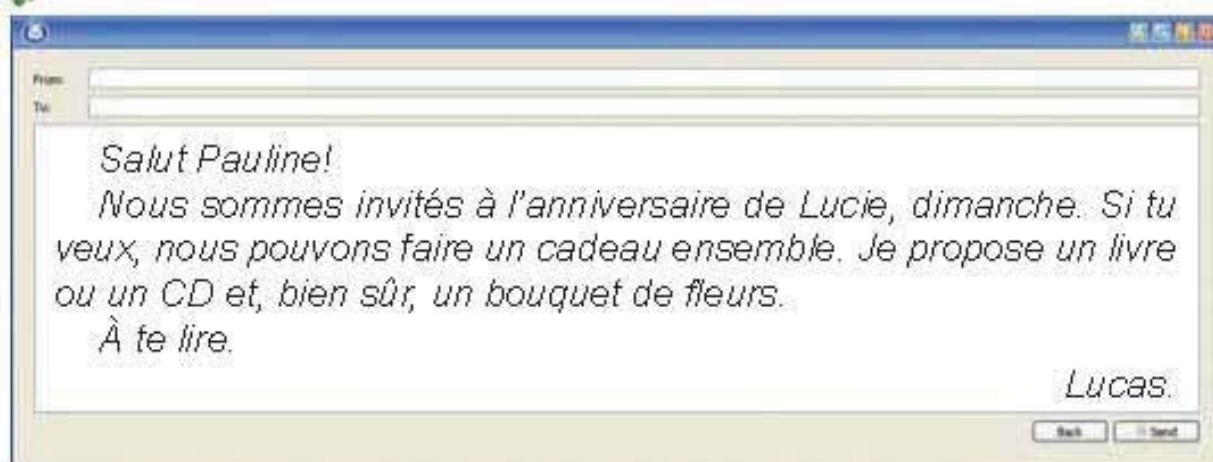 From:
To:
Salut Pauline!
Nous sommes invités à l'anniversaire de Lucie, dimanche. Si tu
veux, nous pouvons faire un cadeau ensemble. Je propose un livre
ou un CD et, bien sûr, un bouquet de fleurs.
À te lire.
Lucas.
Back Send